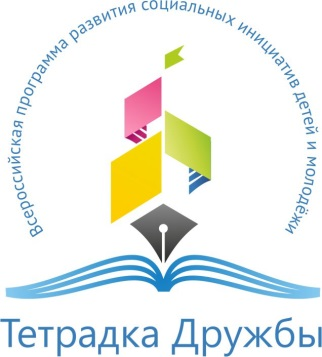 Всероссийская программа развития социальных инициатив детей и молодёжи
Тетрадка Дружбы